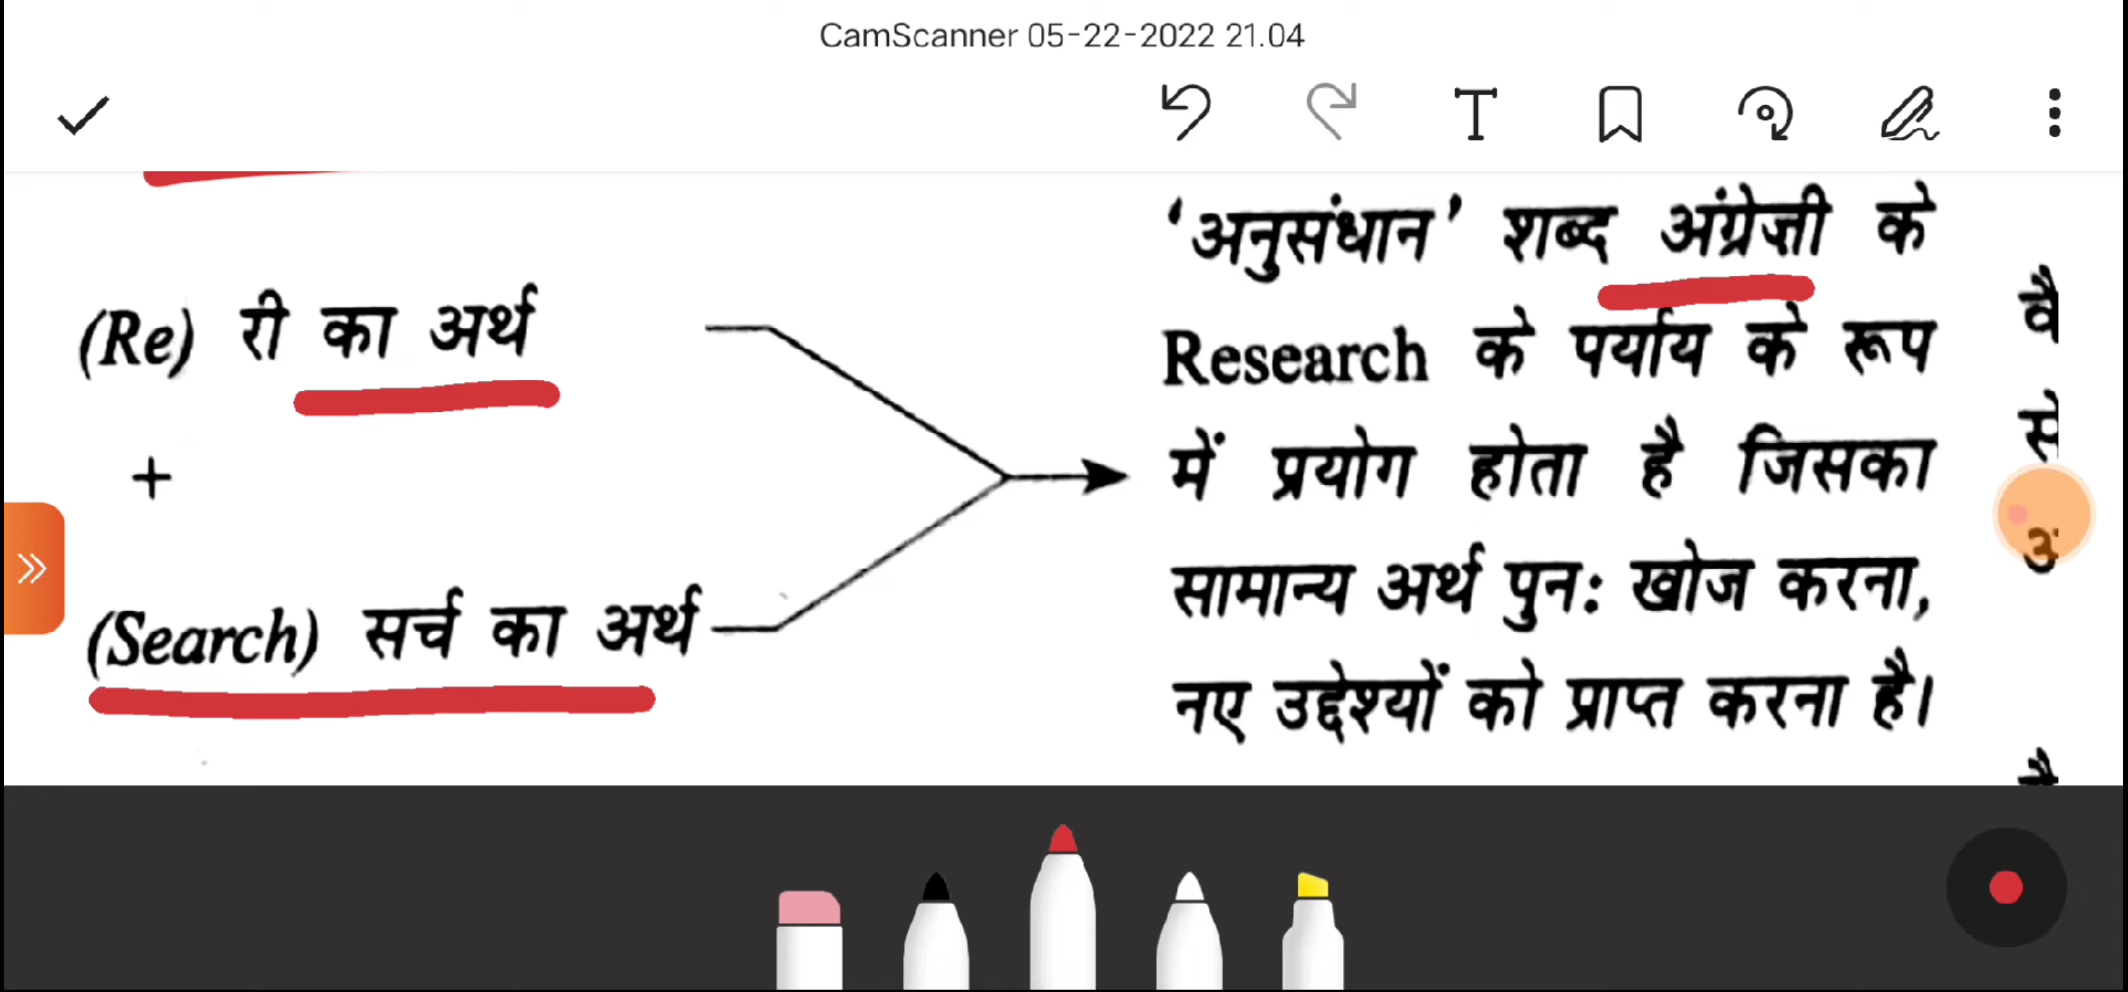 CamScanner 05-22-2022 21.04
(Re) री का अर्थ
+
(Search) सर्च का अर्थ
‘अनुसंधान’ शब्द अंग्रेज़ी के
Research के पर्याय के रूप
में प्रयोग होता है जिसका
सामान्य अर्थ पुनः खोज करना,
नए उद्देश्यों को प्राप्त करना है।